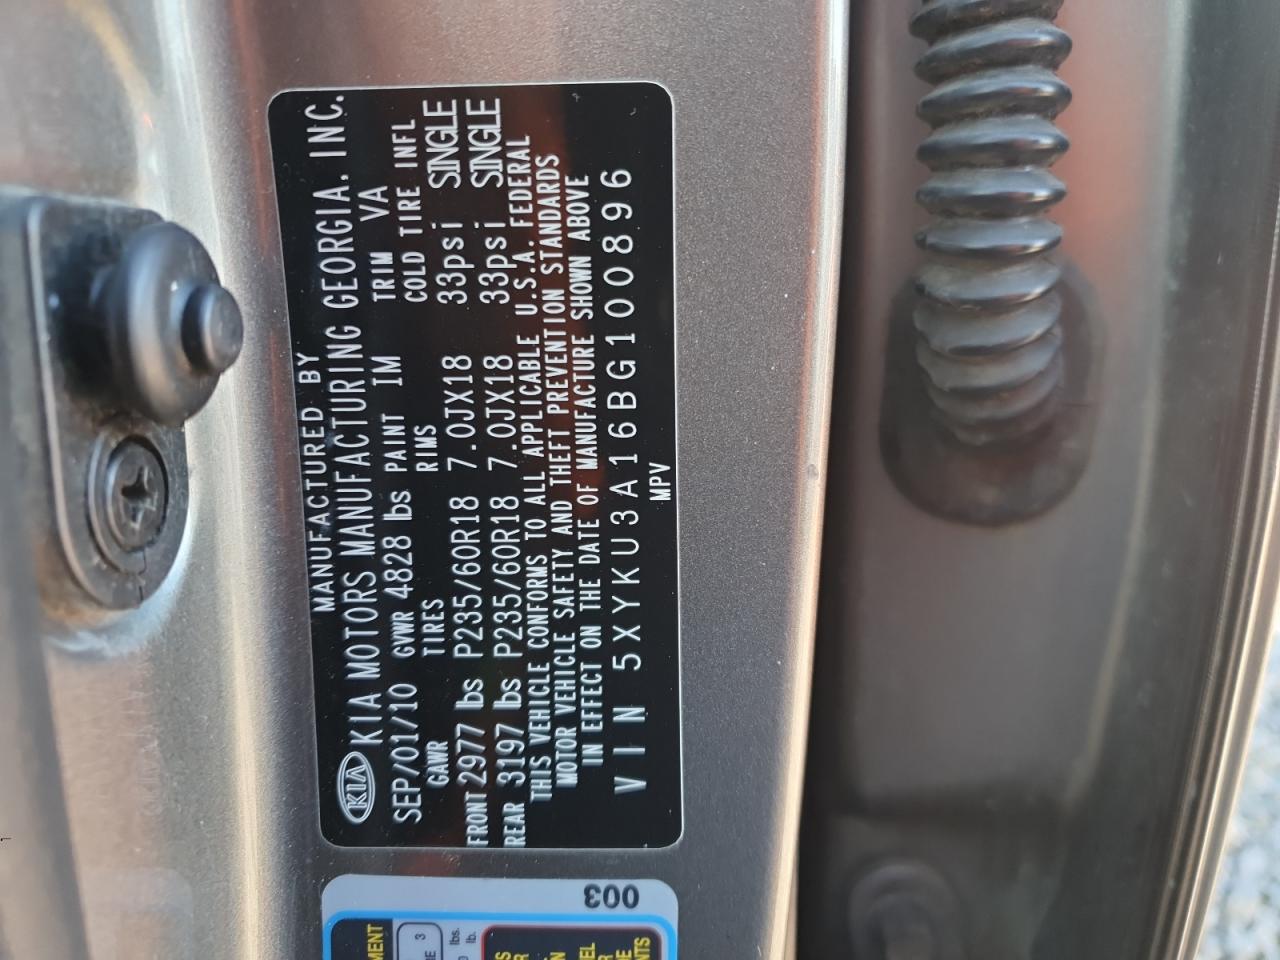 MANUFACTURED BY
KIA KIA MOTORS MANUFACTURING GEORGIA, INC.
SEP/01/10 GVWR 4828 lbs PAINT IM TRIM VA
GAWR TIRES RIMS COLD TIRE INFL
FRONT 2977 lbs P235/60R18 7.0JX18 33psi SINGLE
REAR 3197 lbs P235/60R18 7.0JX18 33psi SINGLE
THIS VEHICLE CONFORMS TO ALL APPLICABLE U.S.A. FEDERAL
MOTOR VEHICLE SAFETY AND THEFT PREVENTION STANDARDS
IN EFFECT ON THE DATE OF MANUFACTURE SHOWN ABOVE
VIN 5XYKU3A16BG100896
MPV
003